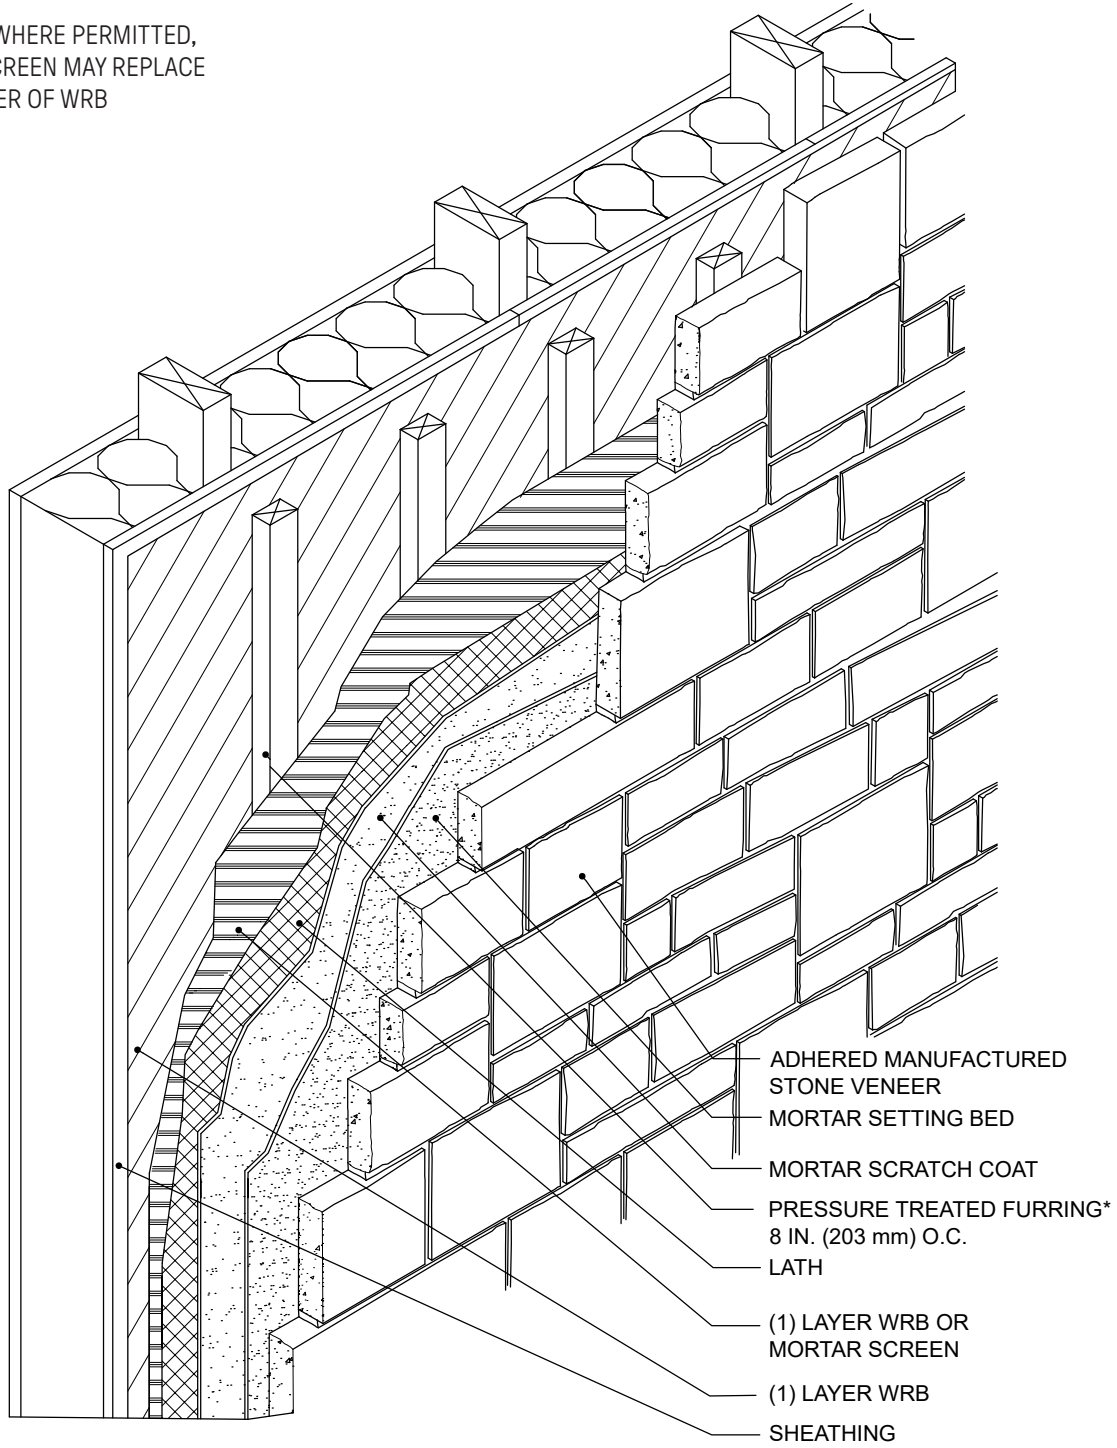 WHERE PERMITTED,
CREEN MAY REPLACE
ER OF WRB
ADHERED MANUFACTURED
STONE VENEER
MORTAR SETTING BED
MORTAR SCRATCH COAT
PRESSURE TREATED FURRING*
8 IN. (203 mm) O.C.
LATH
(1) LAYER WRB OR
MORTAR SCREEN
(1) LAYER WRB
SHEATHING